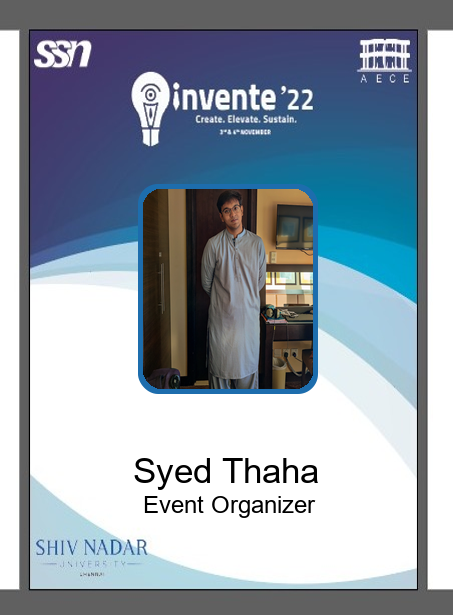 ssn
AECE
invente '22
Create. Elevate. Sustain.
3RD & 4TH NOVEMBER
Syed Thaha
Event Organizer
SHIV NADAR
UNIVERSITY
CHENNAI